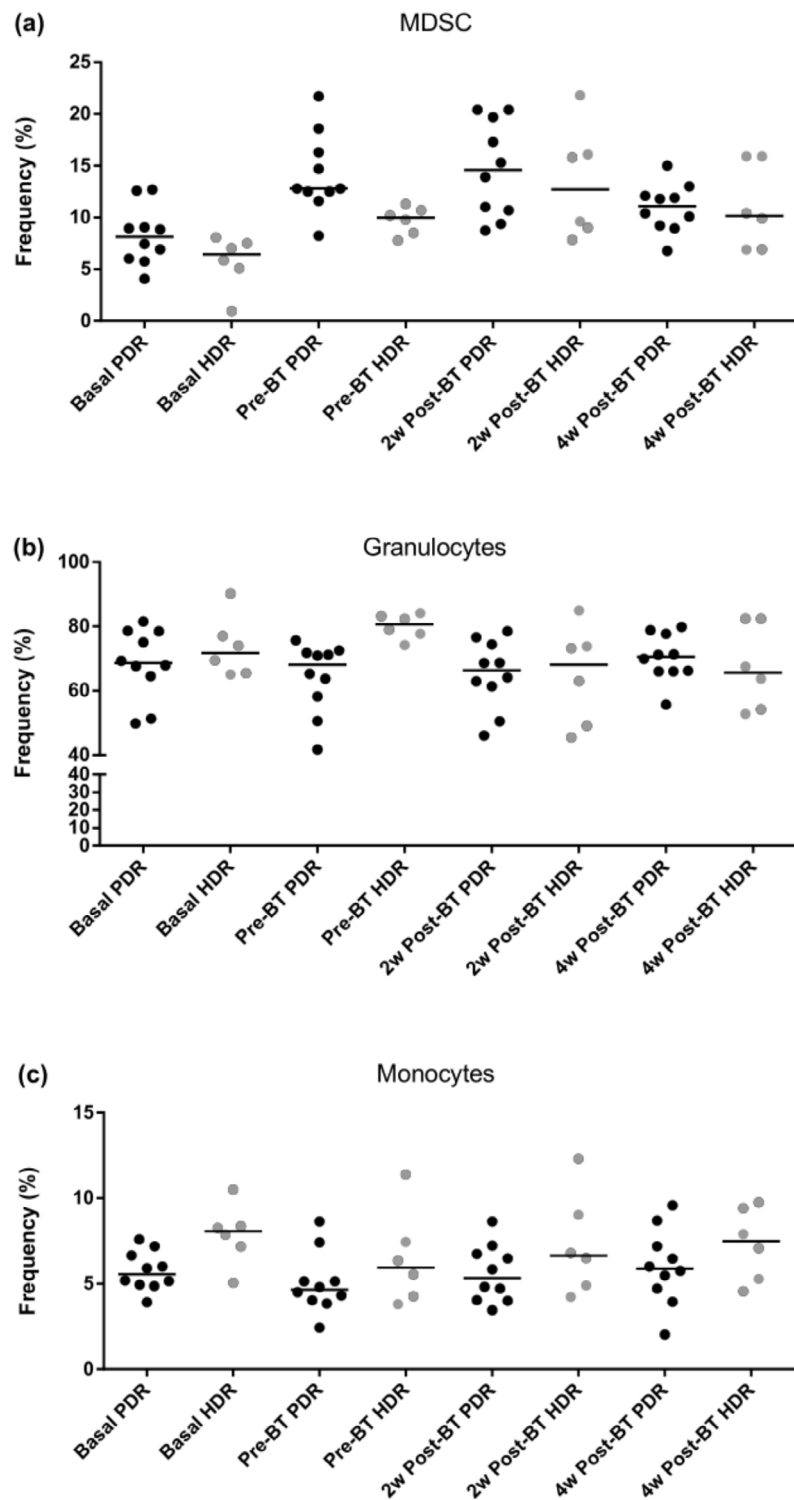 (a)
MDSC
Frequency (%)
25
20
15
10
5
0
Basal PDR
Basal HDR
Pre-BT PDR
Pre-BT HDR
2w Post-BT PDR
2w Post-BT HDR
4w Post-BT PDR
4w Post-BT HDR
(b)
Granulocytes
Frequency (%)
100
80
60
40
40
30
20
10
0
Basal PDR
Basal HDR
Pre-BT PDR
Pre-BT HDR
2w Post-BT PDR
2w Post-BT HDR
4w Post-BT PDR
4w Post-BT HDR
(c)
Monocytes
Frequency (%)
15
10
5
0
Basal PDR
Basal HDR
Pre-BT PDR
Pre-BT HDR
2w Post-BT PDR
2w Post-BT HDR
4w Post-BT PDR
4w Post-BT HDR